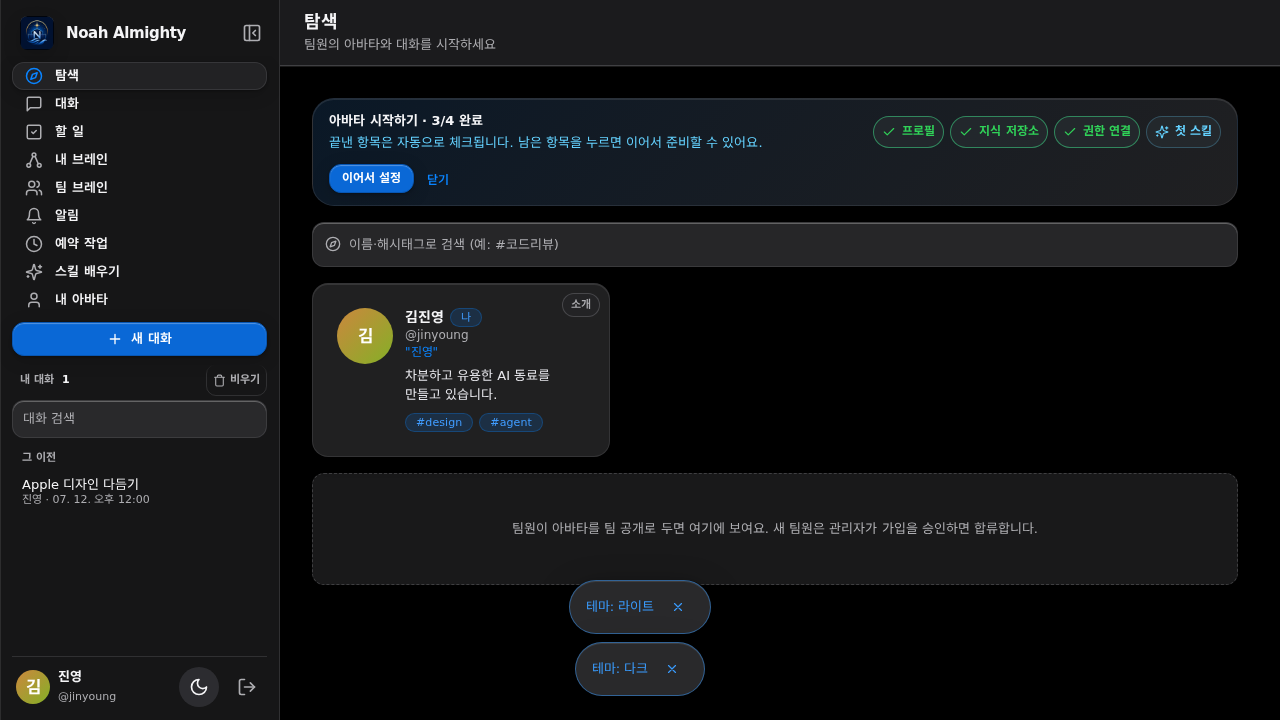 Noah Almighty
탐색
대화
할 일
내 브레인
팀 브레인
알림
예약 작업
스킬 배우기
내 아바타
새 대화
내 대화 1
비우기
대화 검색
그 이전
Apple 디자인 다듬기
진영 · 07. 12. 오후 12:00
김
진영
@jinyoung
탐색
팀원의 아바타와 대화를 시작하세요
아바타 시작하기 · 3/4 완료
끝낸 항목은 자동으로 체크됩니다. 남은 항목을 누르면 이어서 준비할 수 있어요.
프로필
지식 저장소
권한 연결
첫 스킬
이어서 설정
닫기
이름·해시태그로 검색 (예: #코드리뷰)
소개
김
김진영 나
@jinyoung
"진영"
차분하고 유용한 AI 동료를
만들고 있습니다.
#design #agent
팀원이 아바타를 팀 공개로 두면 여기에 보여요. 새 팀원은 관리자가 가입을 승인하면 합류합니다.
테마: 라이트
테마: 다크